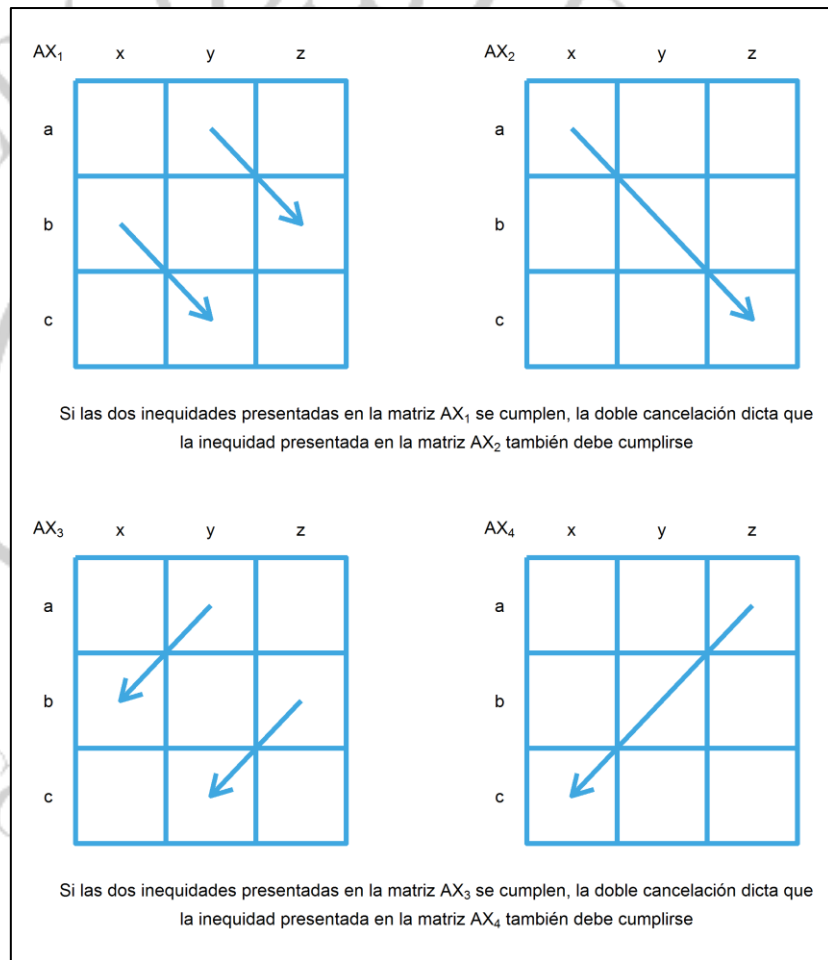 AX₁ x y z
a
b
c
AX₂ x y z
a
b
c
Si las dos inequidades presentadas en la matriz AX₁ se cumplen, la doble cancelación dicta que
la inequidad presentada en la matriz AX₂ también debe cumplirse
AX₃ x y z
a
b
c
AX₄ x y z
a
b
c
Si las dos inequidades presentadas en la matriz AX₃ se cumplen, la doble cancelación dicta que
la inequidad presentada en la matriz AX₄ también debe cumplirse